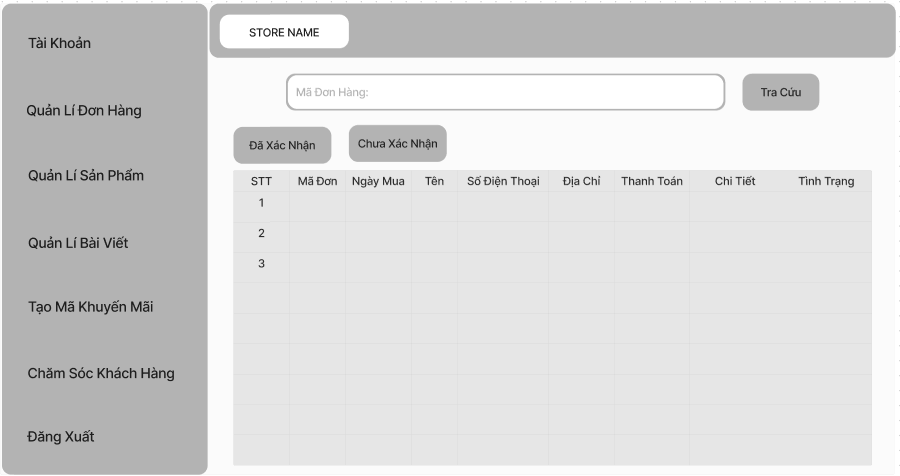 Tài Khoản
Quản Lí Đơn Hàng
Quản Lí Sản Phẩm
Quản Lí Bài Viết
Tạo Mã Khuyến Mãi
Chăm Sóc Khách Hàng
Đăng Xuất
STORE NAME
Mã Đơn Hàng:
Tra Cứu
Đã Xác Nhận
Chưa Xác Nhận
STT Mã Đơn Ngày Mua Tên Số Điện Thoại Địa Chỉ Thanh Toán Chi Tiết Tình Trạng
1
2
3